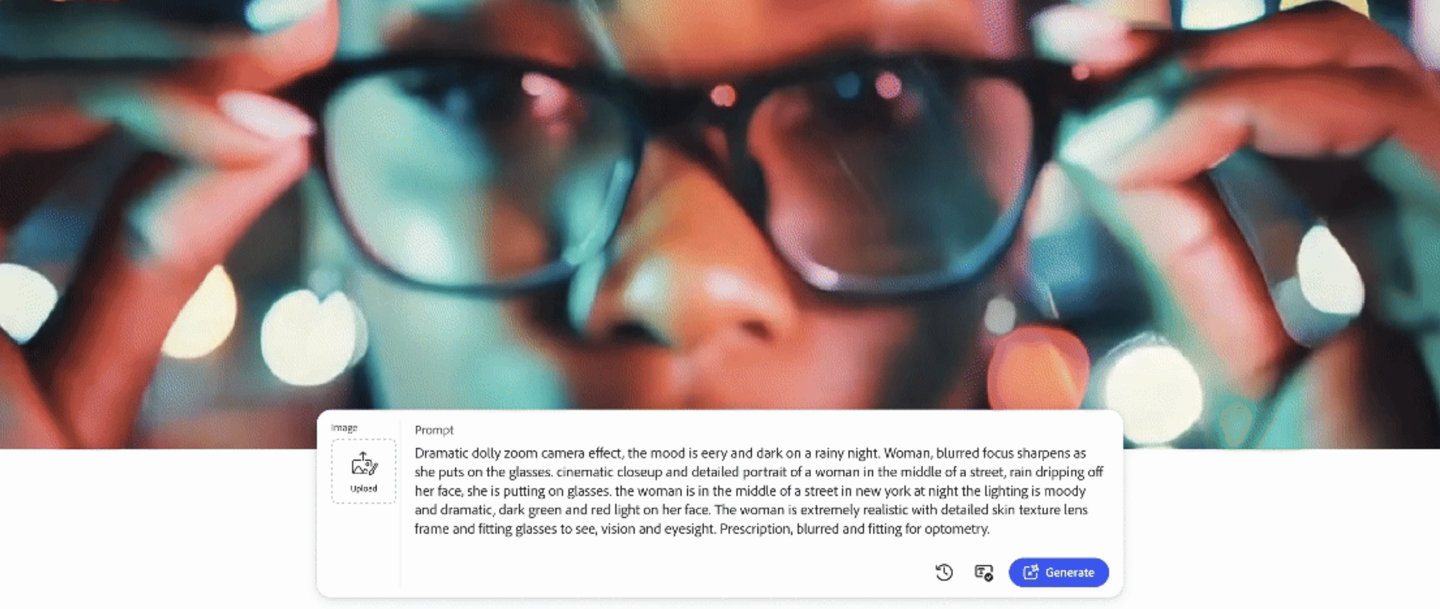 Image
Upload
Prompt
Dramatic dolly zoom camera effect, the mood is eery and dark on a rainy night. Woman, blurred focus sharpens as
she puts on the glasses. cinematic closeup and detailed portrait of a woman in the middle of a street, rain dripping off
her face, she is putting on glasses. the woman is in the middle of a street in new york at night the lighting is moody
and dramatic, dark green and red light on her face. The woman is extremely realistic with detailed skin texture lens
frame and fitting glasses to see, vision and eyesight. Prescription, blurred and fitting for optometry.
Generate